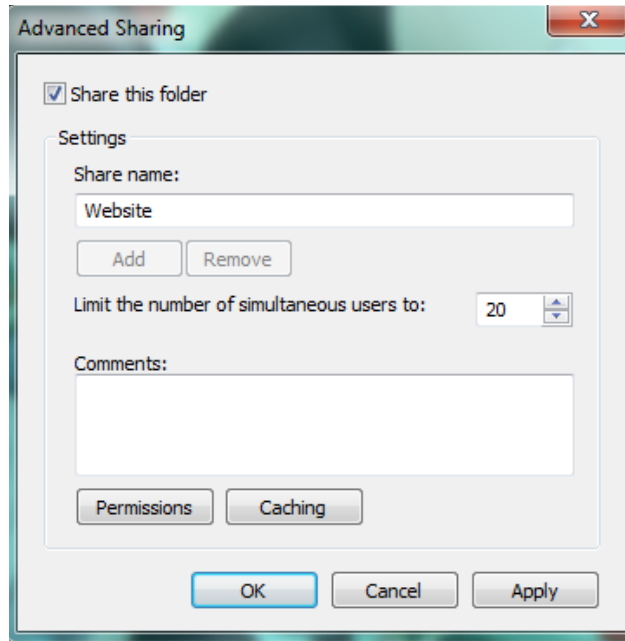 Advanced Sharing
Share this folder
Settings
Share name:
Website
Add Remove
Limit the number of simultaneous users to: 20
Comments:
Permissions Caching
OK Cancel Apply